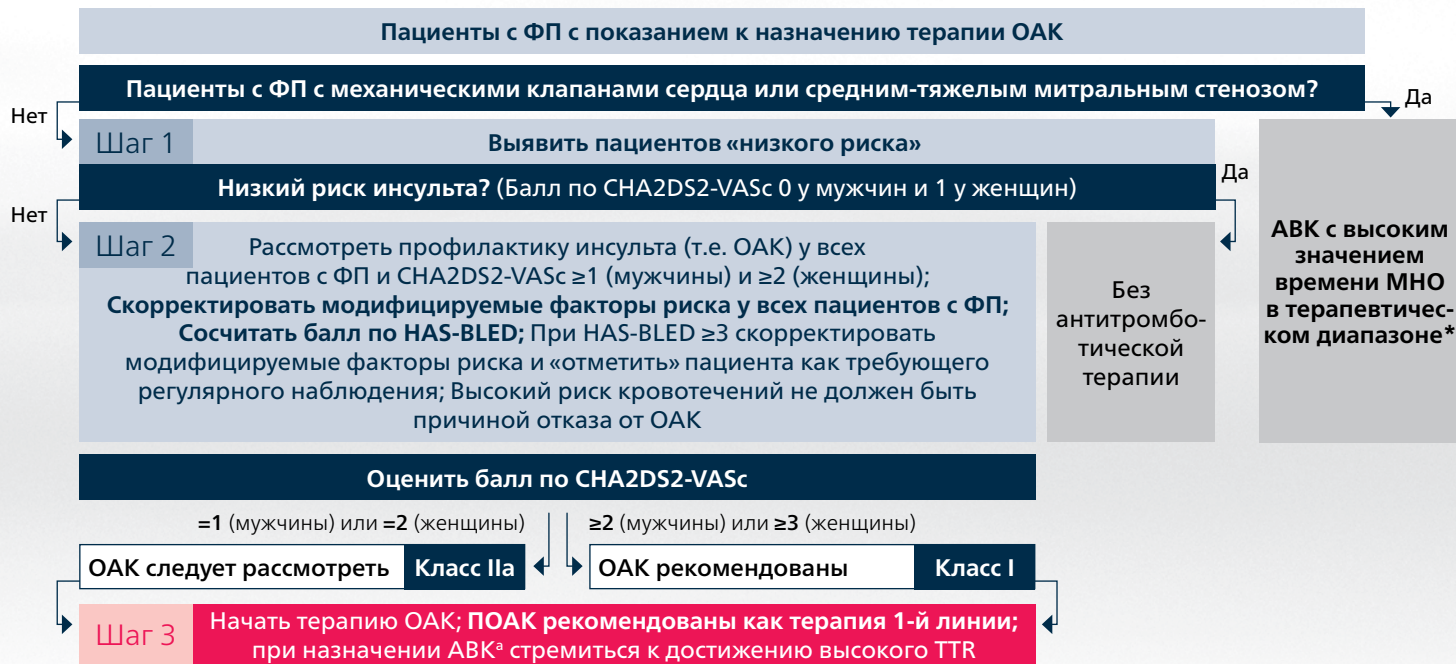 Пациенты с ФП с показанием к назначению терапии ОАК
Пациенты с ФП с механическими клапанами сердца или средним-тяжелым митральным стенозом?
Нет
Да
Шаг 1
Выявить пациентов «низкого риска»
Низкий риск инсульта? (Балл по CHA2DS2-VASc 0 у мужчин и 1 у женщин)
Нет
Да
Шаг 2
Рассмотреть профилактику инсульта (т.е. ОАК) у всех
пациентов с ФП и CHA2DS2-VASc ≥1 (мужчины) и ≥2 (женщины);
Скорректировать модифицируемые факторы риска у всех пациентов с ФП;
Сосчитать балл по HAS-BLED; При HAS-BLED ≥3 скорректировать
модифицируемые факторы риска и «отметить» пациента как требующего
регулярного наблюдения; Высокий риск кровотечений не должен быть
причиной отказа от ОАК
Без
антитромбо-
тической
терапии
АВК с высоким
значением
времени МНО
в терапевтичес-
ком диапазоне*
Оценить балл по CHA2DS2-VASc
=1 (мужчины) или =2 (женщины)
≥2 (мужчины) или ≥3 (женщины)
ОАК следует рассмотреть Класс IIa
ОАК рекомендованы Класс I
Шаг 3
Начать терапию ОАК; ПОАК рекомендованы как терапия 1-й линии;
при назначении АВКª стремиться к достижению высокого TTR